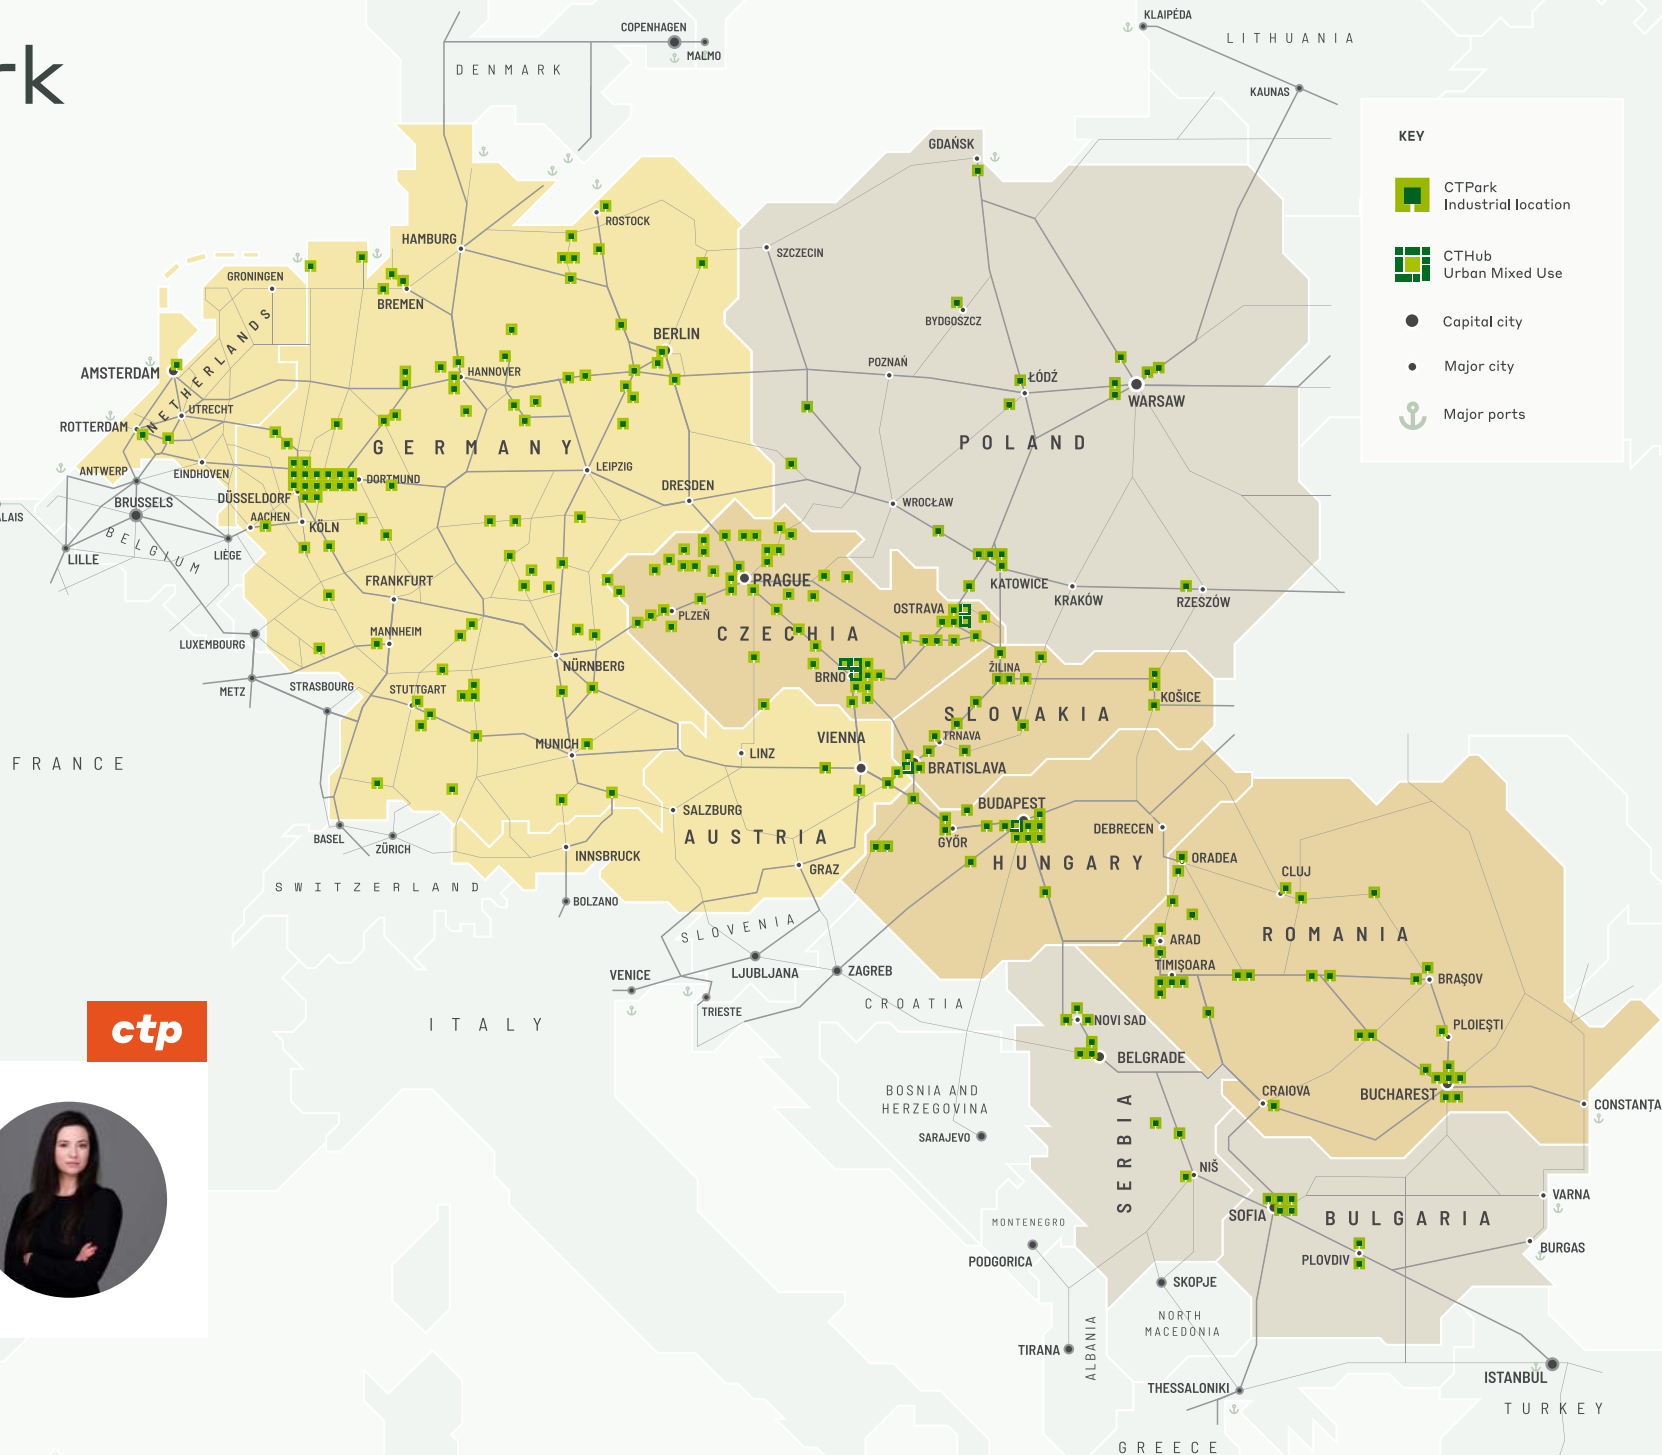 rk
KEY
CTPark
Industrial location
CTHub
Urban Mixed Use
Capital city
Major city
Major ports
COPENHAGEN
MALMO
DENMARK
KLAIPÉDA
LITHUANIA
KAUNAS
GDAŃSK
ROSTOCK
HAMBURG
SZCZECIN
GRONINGEN
BREMEN
BYDGOSZCZ
BERLIN
NETHERLANDS
AMSTERDAM
HANNOVER
POZNAŃ
ŁÓDŹ
WARSAW
UTRECHT
ROTTERDAM
GERMANY
POLAND
ANTWERP
EINDHOVEN
DORTMUND
LEIPZIG
DRESDEN
DÜSSELDORF
BRUSSELS
WROCŁAW
ALAIS
AACHEN
KÖLN
BELGIUM
LIÈGE
LILLE
FRANKFURT
PRAGUE
KATOWICE
KRAKÓW
RZESZÓW
OSTRAVA
PLZEŇ
CZECHIA
MANNHEIM
LUXEMBOURG
NÜRNBERG
ŽILINA
BRNO
METZ
STRASBOURG
STUTTGART
KOŠICE
SLOVAKIA
TRNAVA
VIENNA
MUNICH
LINZ
FRANCE
BRATISLAVA
SALZBURG
BUDAPEST
DEBRECEN
BASEL
ZÜRICH
AUSTRIA
GYŐR
INNSBRUCK
HUNGARY
ORADEA
GRAZ
CLUJ
SWITZERLAND
BOLZANO
SLOVENIA
ROMANIA
ARAD
TIMIȘOARA
VENICE
LJUBLJANA
ZAGREB
BRAȘOV
CROATIA
TRIESTE
ITALY
NOVI SAD
PLOIEȘTI
ctp
BELGRADE
BOSNIA AND
HERZEGOVINA
CRAIOVA
BUCHAREST
CONSTANȚA
SARAJEVO
SERBIA
NIŠ
VARNA
SOFIA
BULGARIA
MONTENEGRO
PODGORICA
PLOVDIV
BURGAS
SKOPJE
NORTH
MACEDONIA
TIRANA
ALBANIA
ISTANBUL
THESSALONIKI
TURKEY
GREECE